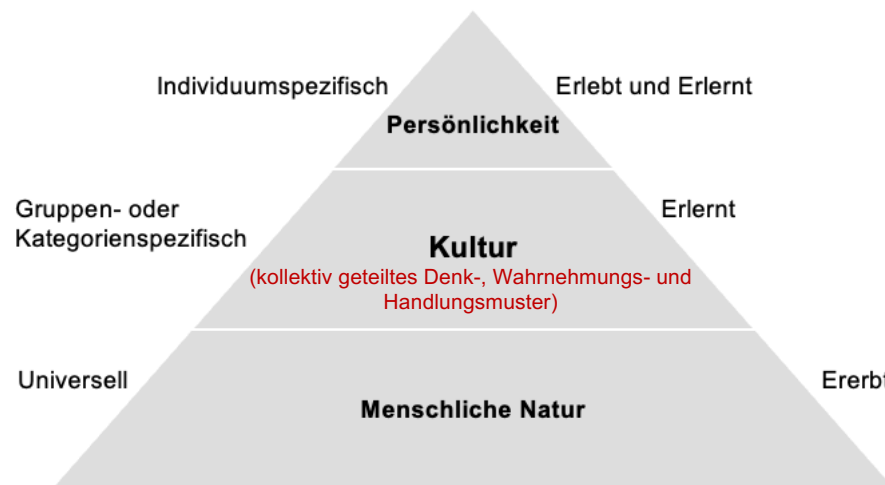 Individuumspezifisch
Erlebt und Erlernt
Persönlichkeit
Gruppen- oder
Kategorienspezifisch
Erlernt
Kultur
(kollektiv geteiltes Denk-, Wahrnehmungs- und
Handlungsmuster)
Universell
Ererbt
Menschliche Natur